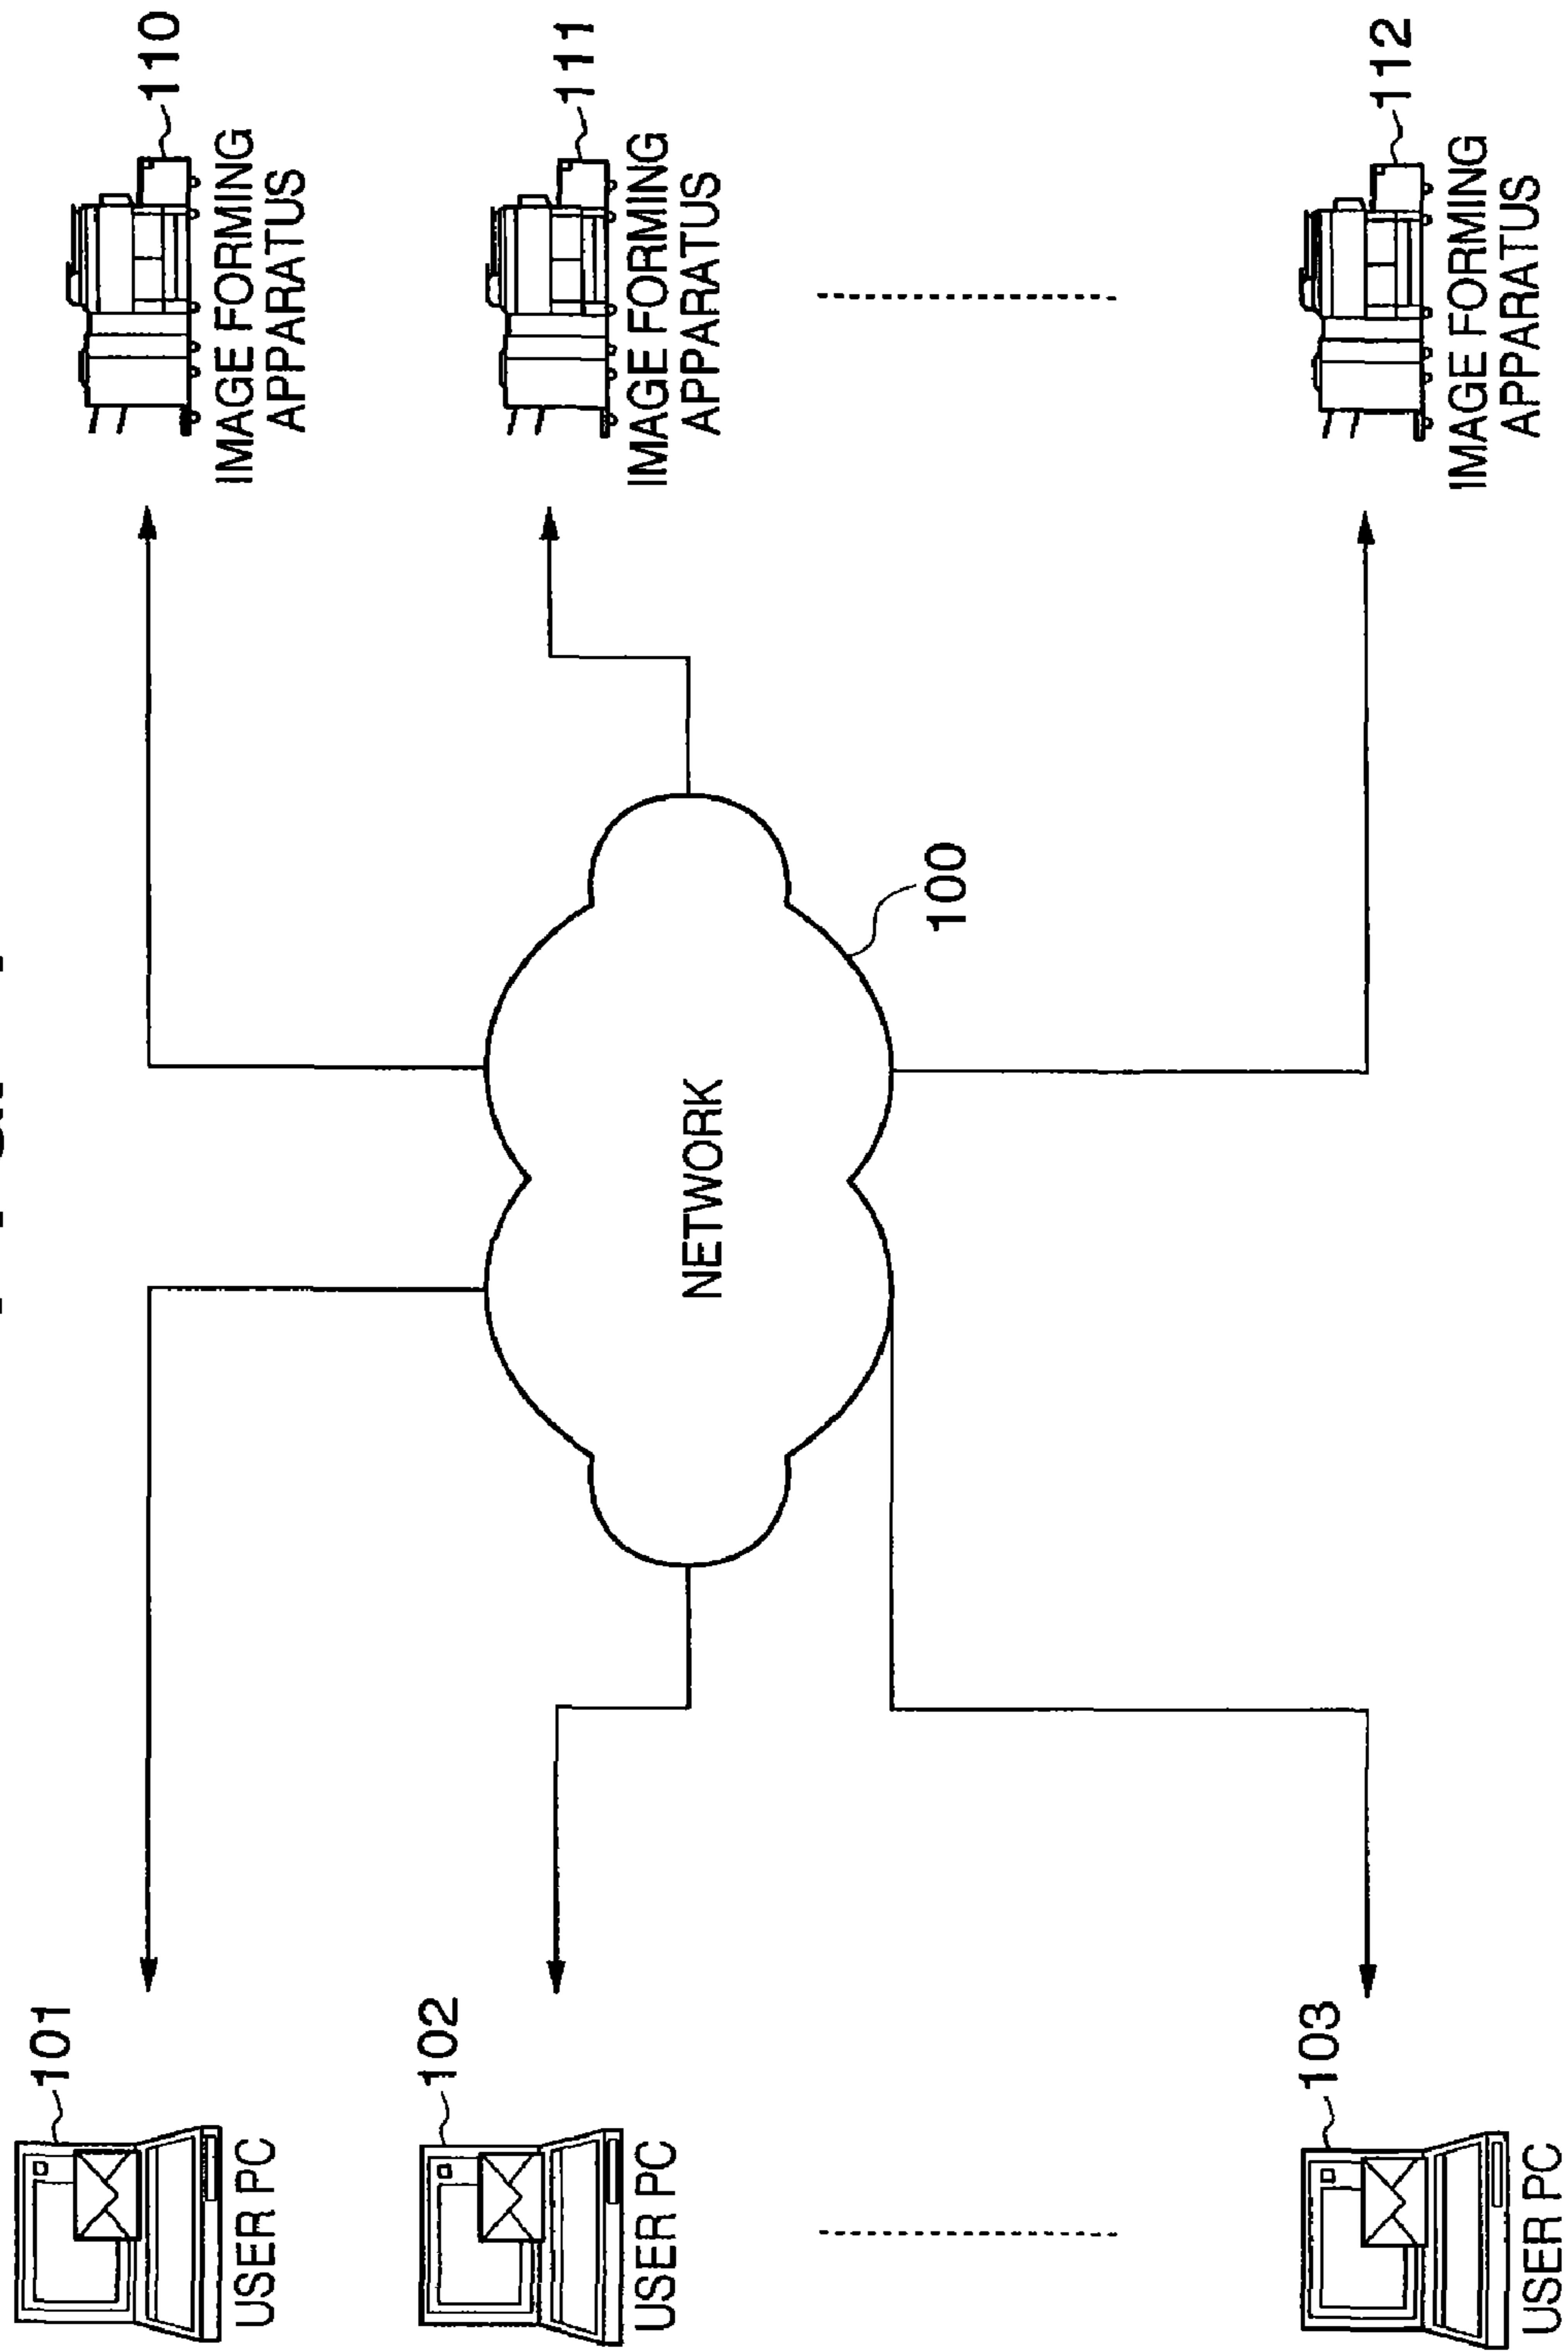 101
USER PC
102
USER PC
103
USER PC
NETWORK
100
110
IMAGE FORMING
APPARATUS
111
IMAGE FORMING
APPARATUS
112
IMAGE FORMING
APPARATUS